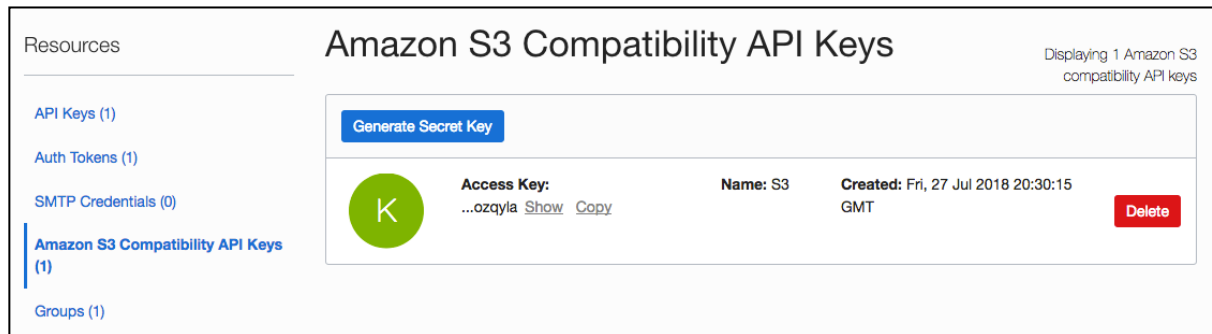 Resources
API Keys (1)
Auth Tokens (1)
SMTP Credentials (0)
Amazon S3 Compatibility API Keys
(1)
Groups (1)
Amazon S3 Compatibility API Keys
Displaying 1 Amazon S3
compatibility API keys
Generate Secret Key
K
Access Key:
...ozqyla Show Copy
Name: S3
Created: Fri, 27 Jul 2018 20:30:15
GMT
Delete